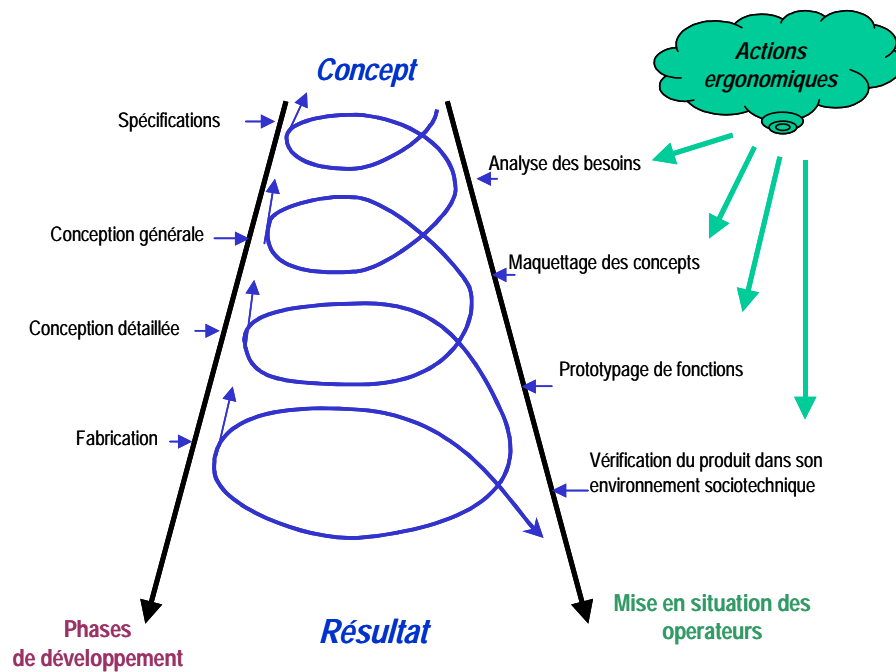 Concept
Actions
ergonomiques
Spécifications
Analyse des besoins
Conception générale
Maquettage des concepts
Conception détaillée
Prototypage de fonctions
Fabrication
Vérification du produit dans son
environnement sociotechnique
Phases
de développement
Résultat
Mise en situation des
operateurs